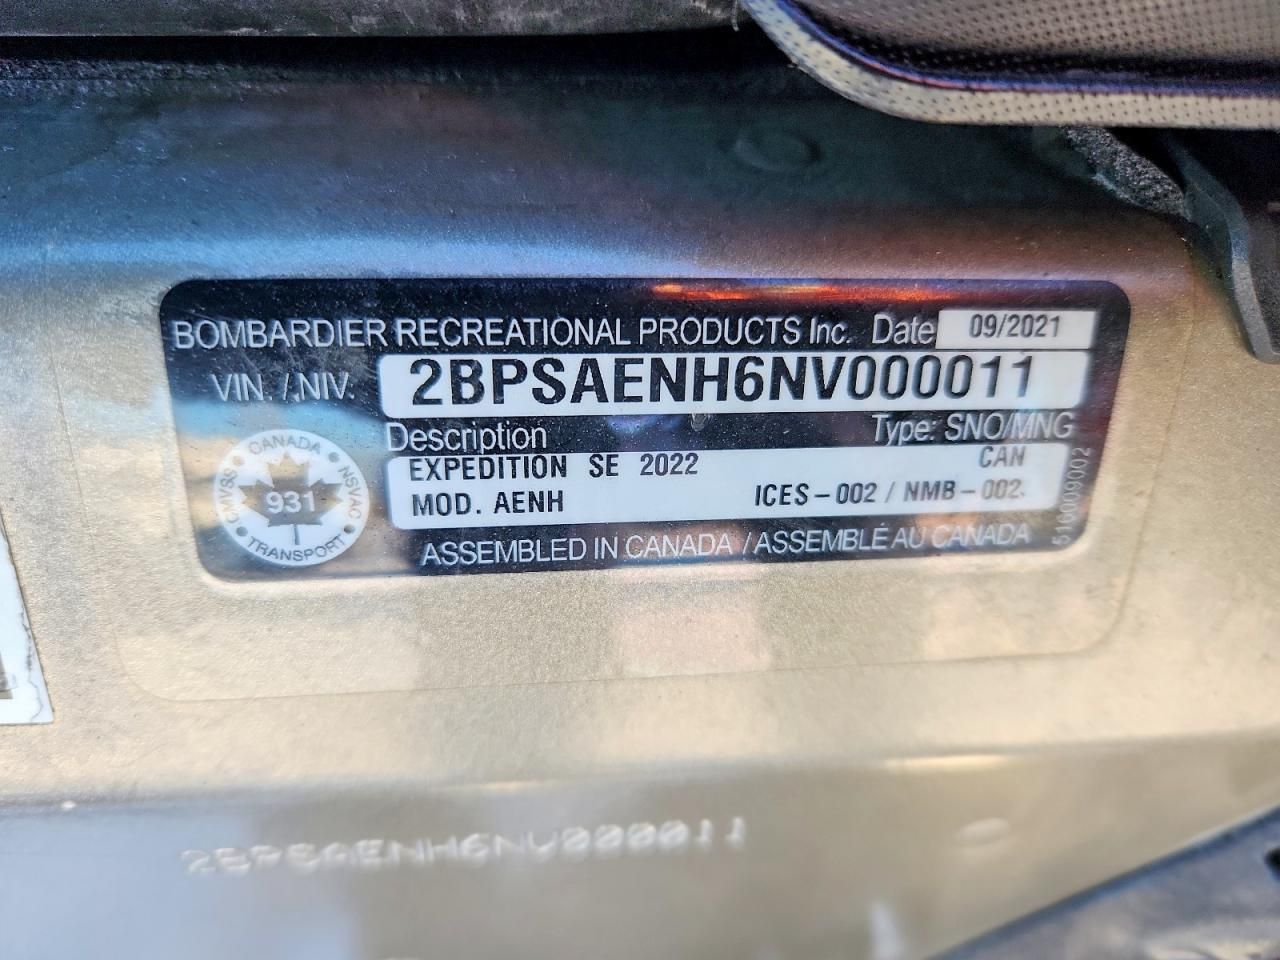 BOMBARDIER RECREATIONAL PRODUCTS Inc. Date 09/2021
VIN. / NIV. 2BPSAENH6NV000011
Description Type: SNO/MNG
EXPEDITION SE 2022 CAN
MOD. AENH ICES-002 / NMB-002.
ASSEMBLED IN CANADA / ASSEMBLÉ AU CANADA
516009002
CANADA
CMVSS • NSVAC
931
TRANSPORT
2BPSAENH6NV000011